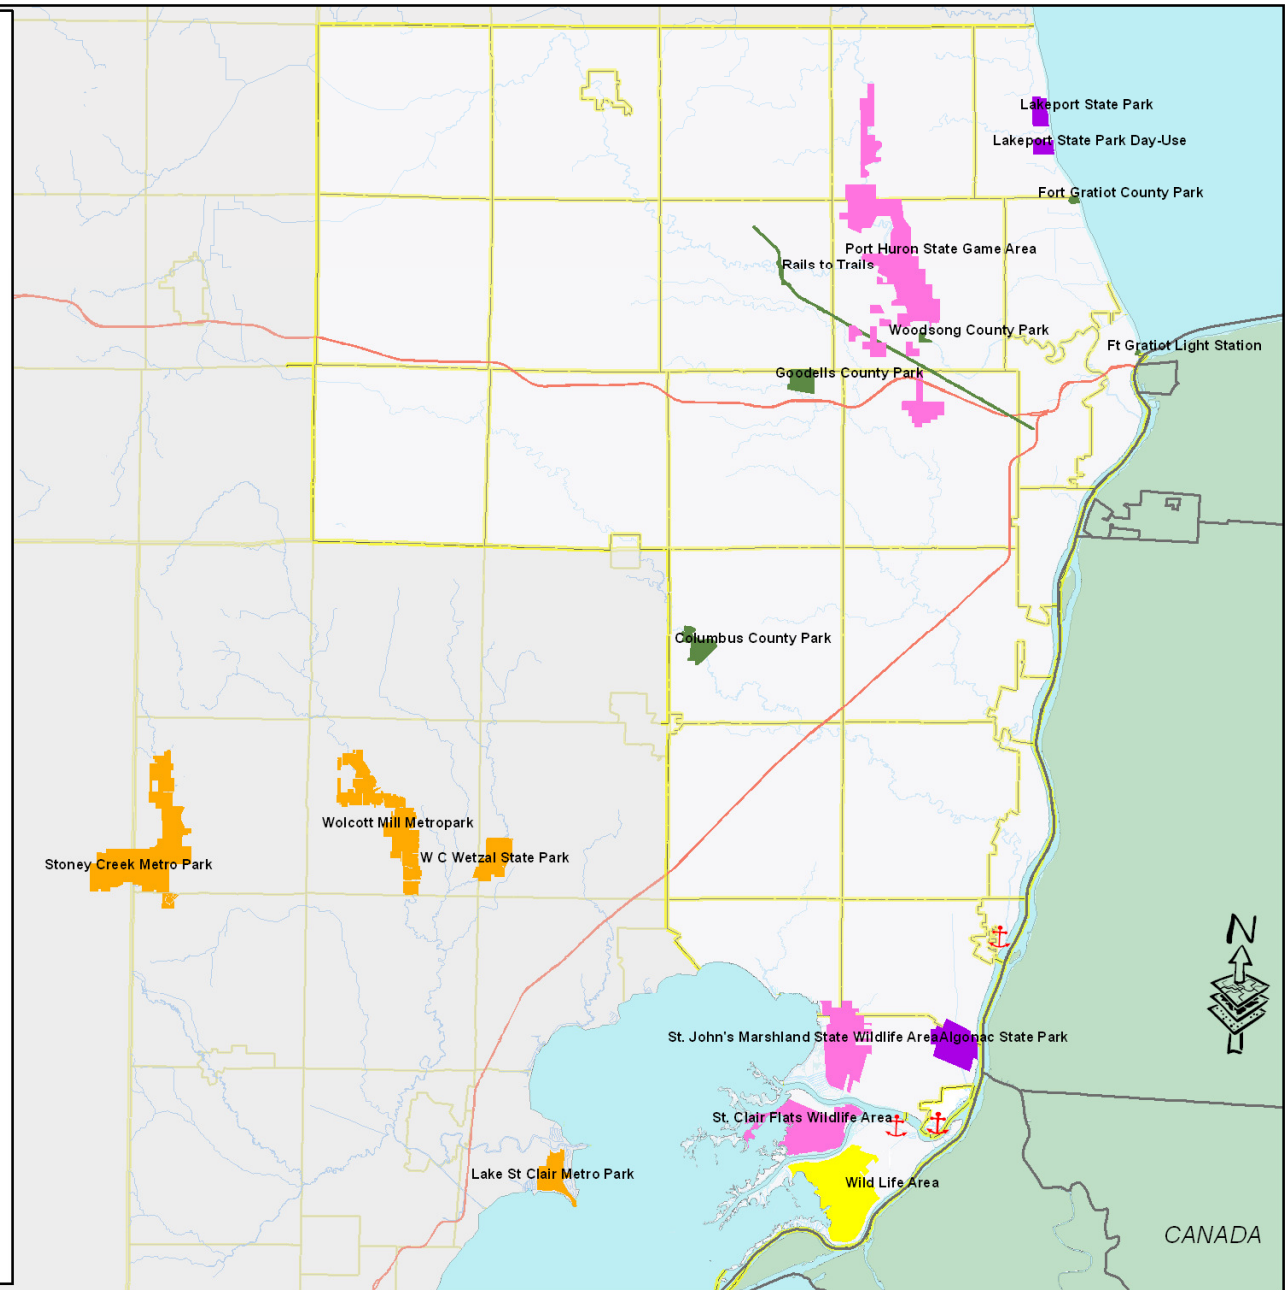 Lakeport State Park
Lakeport State Park Day-Use
Fort Gratiot County Park
Port Huron State Game Area
Rails to Trails
Woodsong County Park
Ft Gratiot Light Station
Goodells County Park
Columbus County Park
Wolcott Mill Metropark
W C Wetzal State Park
Stoney Creek Metro Park
N
St. John's Marshland State Wildlife Area
Algonac State Park
St. Clair Flats Wildlife Area
Lake St Clair Metro Park
Wild Life Area
CANADA